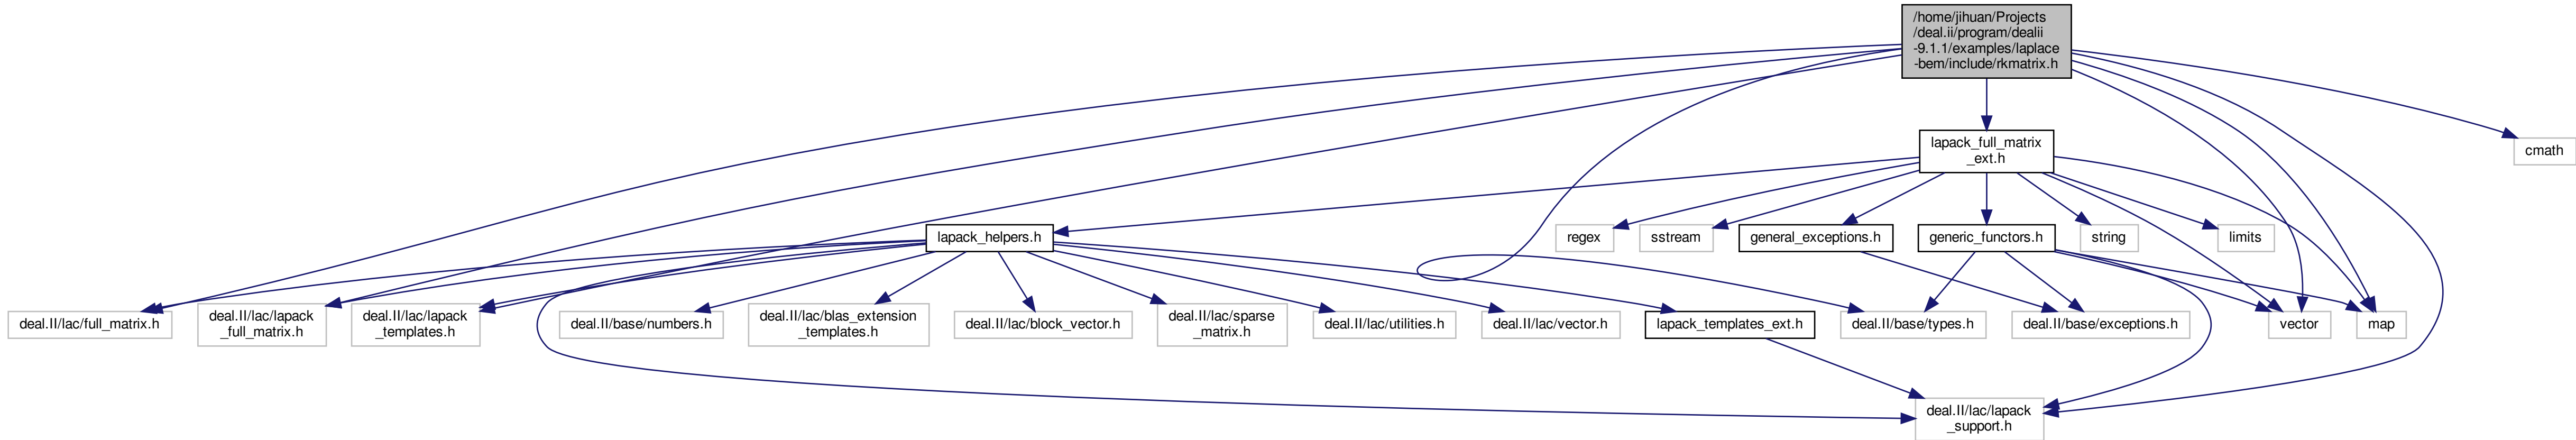 /home/jihuan/Projects
/deal.ii/program/dealii
-9.1.1/examples/laplace
-bem/include/rkmatrix.h
lapack_full_matrix
_ext.h
cmath
lapack_helpers.h
regex
sstream
general_exceptions.h
generic_functors.h
string
limits
deal.II/lac/full_matrix.h
deal.II/lac/lapack
_full_matrix.h
deal.II/lac/lapack
_templates.h
deal.II/base/numbers.h
deal.II/lac/blas_extension
_templates.h
deal.II/lac/block_vector.h
deal.II/lac/sparse
_matrix.h
deal.II/lac/utilities.h
deal.II/lac/vector.h
lapack_templates_ext.h
deal.II/base/types.h
deal.II/base/exceptions.h
vector
map
deal.II/lac/lapack
_support.h